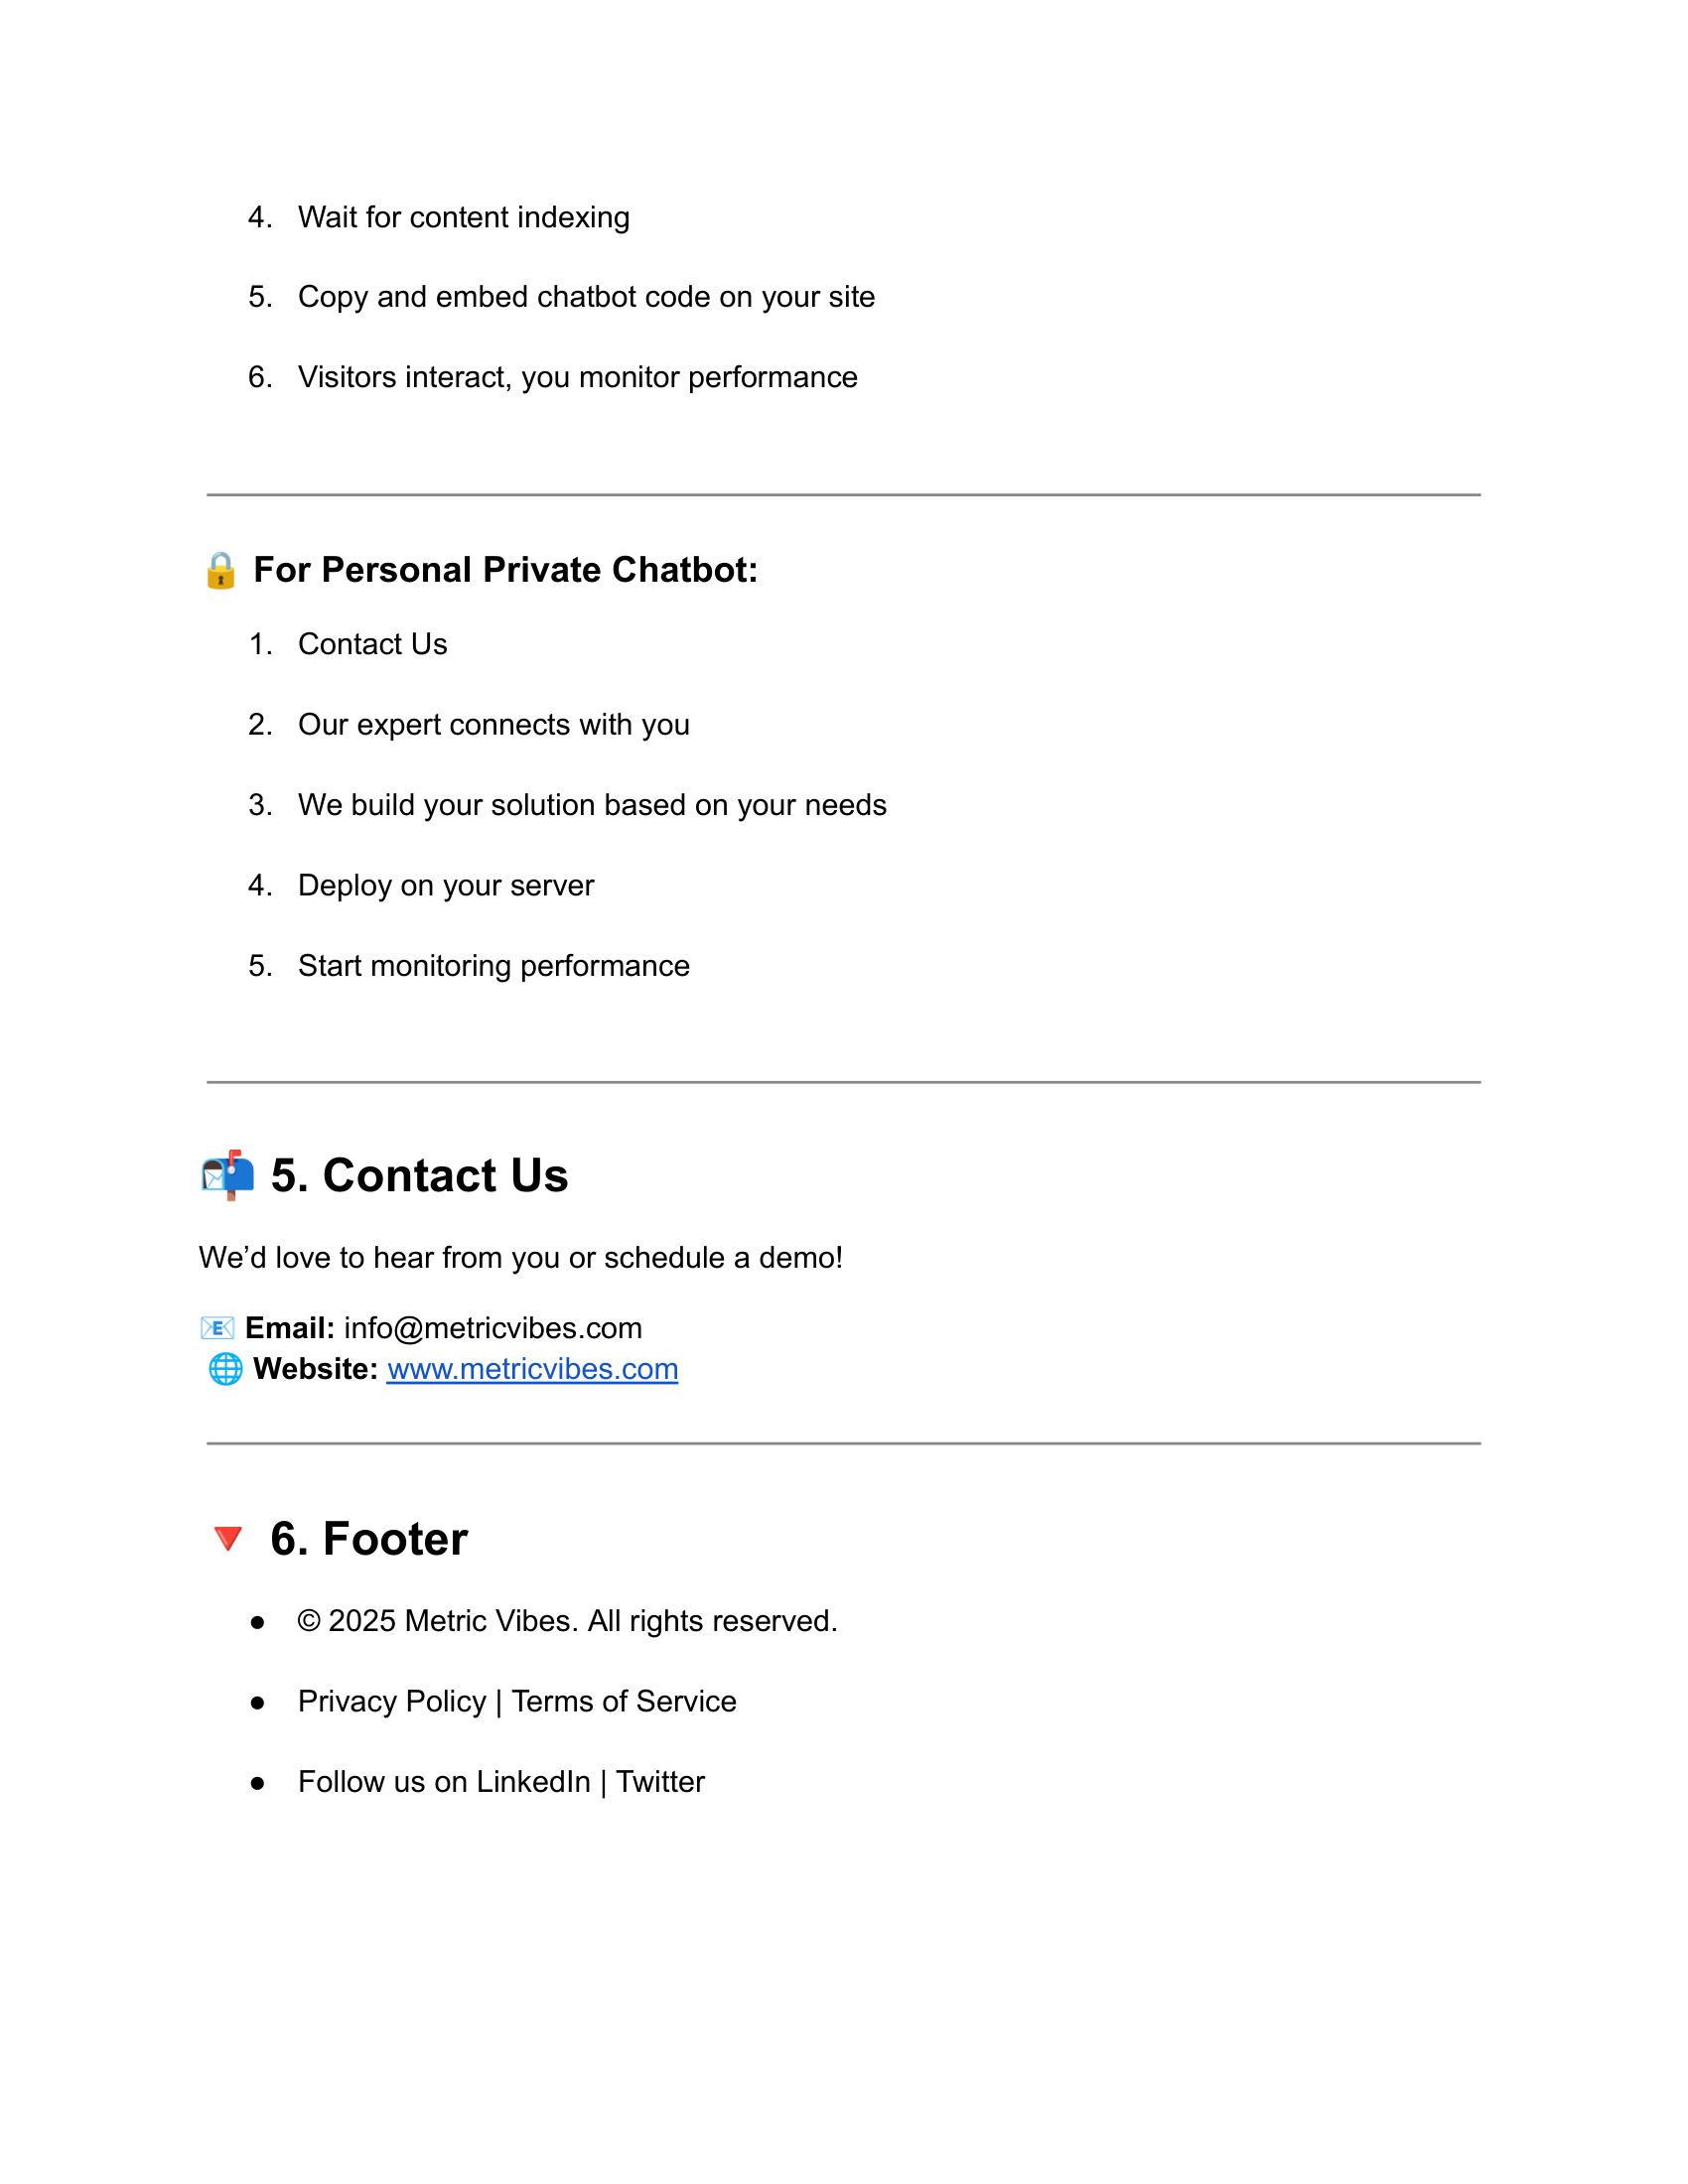 4. Wait for content indexing
5. Copy and embed chatbot code on your site
6. Visitors interact, you monitor performance
🔒 For Personal Private Chatbot:
1. Contact Us
2. Our expert connects with you
3. We build your solution based on your needs
4. Deploy on your server
5. Start monitoring performance
📬 5. Contact Us
We’d love to hear from you or schedule a demo!
📧 Email: info@metricvibes.com
🌐 Website: www.metricvibes.com
🔻 6. Footer
● © 2025 Metric Vibes. All rights reserved.
● Privacy Policy | Terms of Service
● Follow us on LinkedIn | Twitter